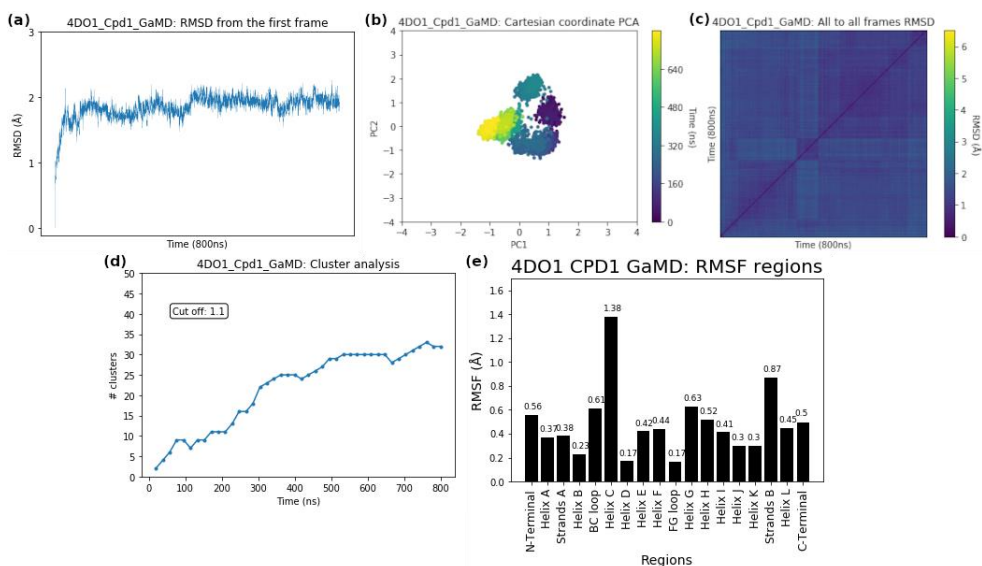 (a) 4DO1_Cpd1_GaMD: RMSD from the first frame
3
2
1
0
RMSD (Å)
Time (800ns)
(b) 4DO1_Cpd1_GaMD: Cartesian coordinate PCA
4
3
2
1
0
−1
−2
−3
−4
PC2
−4 −3 −2 −1 0 1 2 3 4
PC1
640
480
320
160
0
Time (ns)
(c) 4DO1_Cpd1_GaMD: All to all frames RMSD
Time (800ns)
Time (800ns)
6
5
4
3
2
1
0
RMSD (Å)
(d) 4DO1_Cpd1_GaMD: Cluster analysis
50
45
40
35
30
25
20
15
10
5
0
# clusters
Cut off: 1.1
0 100 200 300 400 500 600 700 800
Time (ns)
(e) 4DO1 CPD1 GaMD: RMSF regions
1.6
1.4
1.2
1.0
0.8
0.6
0.4
0.2
0.0
RMSF (Å)
0.56 0.37 0.38 0.23 0.61 1.38 0.17 0.42 0.44 0.17 0.63 0.52 0.41 0.3 0.3 0.87 0.45 0.5
N-Terminal
Helix A
Strands A
Helix B
BC loop
Helix C
Helix D
Helix E
Helix F
FG loop
Helix G
Helix H
Helix I
Helix J
Helix K
Strands B
Helix L
C-Terminal
Regions